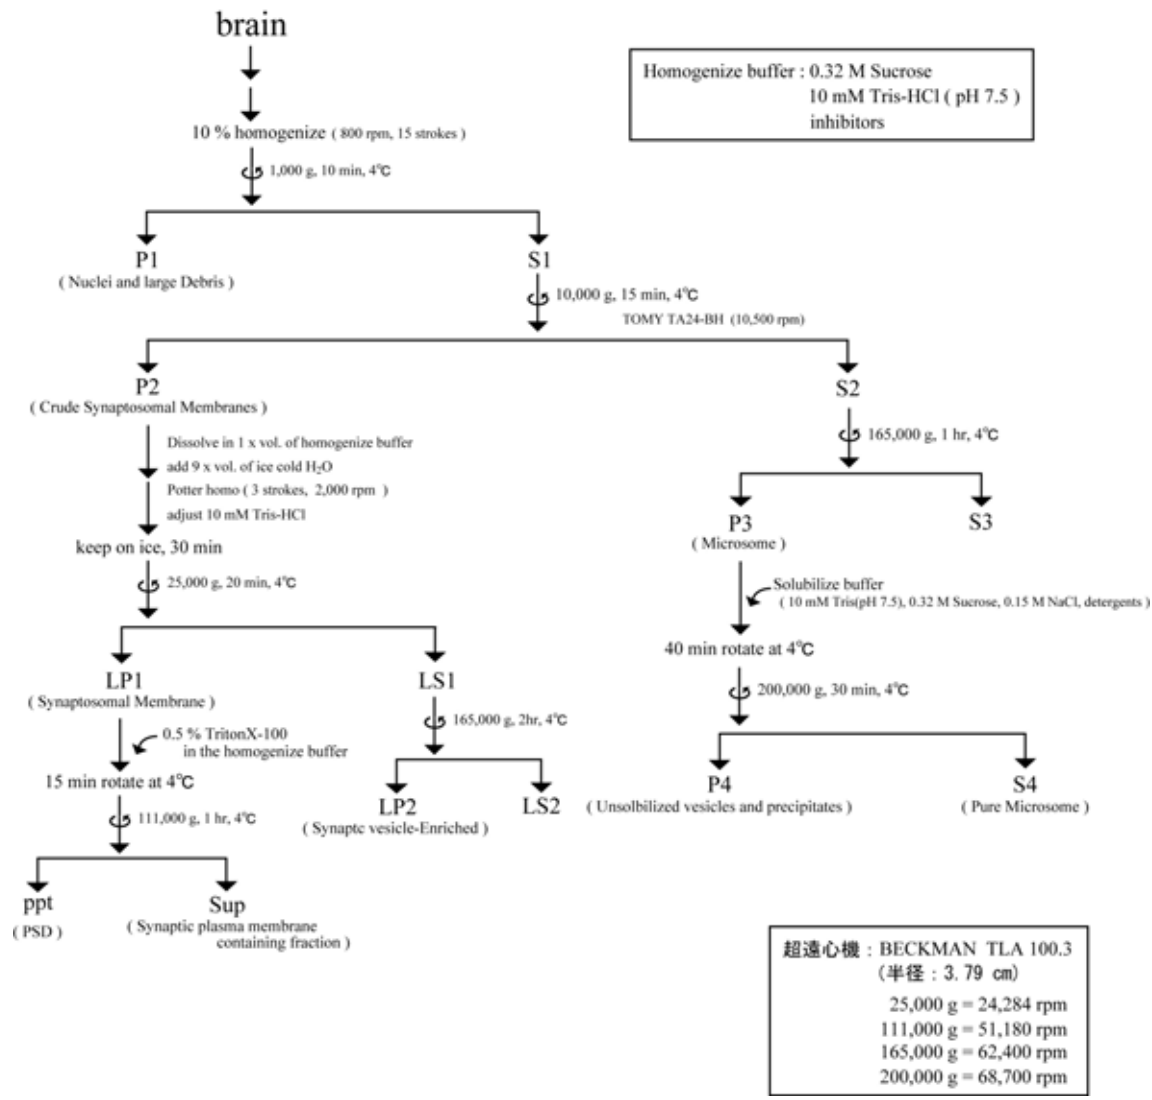 brain
Homogenize buffer : 0.32 M Sucrose
10 mM Tris-HCl ( pH 7.5 )
inhibitors
10 % homogenize ( 800 rpm, 15 strokes )
1,000 g, 10 min, 4℃
P1
( Nuclei and large Debris )
S1
10,000 g, 15 min, 4℃
TOMY TA24-BH (10,500 rpm)
P2
( Crude Synaptosomal Membranes )
S2
Dissolve in 1 x vol. of homogenize buffer
add 9 x vol. of ice cold H₂O
Potter homo ( 3 strokes, 2,000 rpm )
adjust 10 mM Tris-HCl
165,000 g, 1 hr, 4℃
keep on ice, 30 min
25,000 g, 20 min, 4℃
P3
( Microsome )
S3
Solubilize buffer
( 10 mM Tris(pH 7.5), 0.32 M Sucrose, 0.15 M NaCl, detergents )
40 min rotate at 4℃
200,000 g, 30 min, 4℃
LP1
( Synaptosomal Membrane )
LS1
0.5 % TritonX-100
in the homogenize buffer
165,000 g, 2hr, 4℃
15 min rotate at 4℃
111,000 g, 1 hr, 4℃
LP2
( Synaptc vesicle-Enriched )
LS2
P4
( Unsolbilized vesicles and precipitates )
S4
( Pure Microsome )
ppt
( PSD )
Sup
( Synaptic plasma membrane
containing fraction )
超遠心機 : BECKMAN TLA 100.3
(半径 : 3.79 cm)
25,000 g = 24,284 rpm
111,000 g = 51,180 rpm
165,000 g = 62,400 rpm
200,000 g = 68,700 rpm